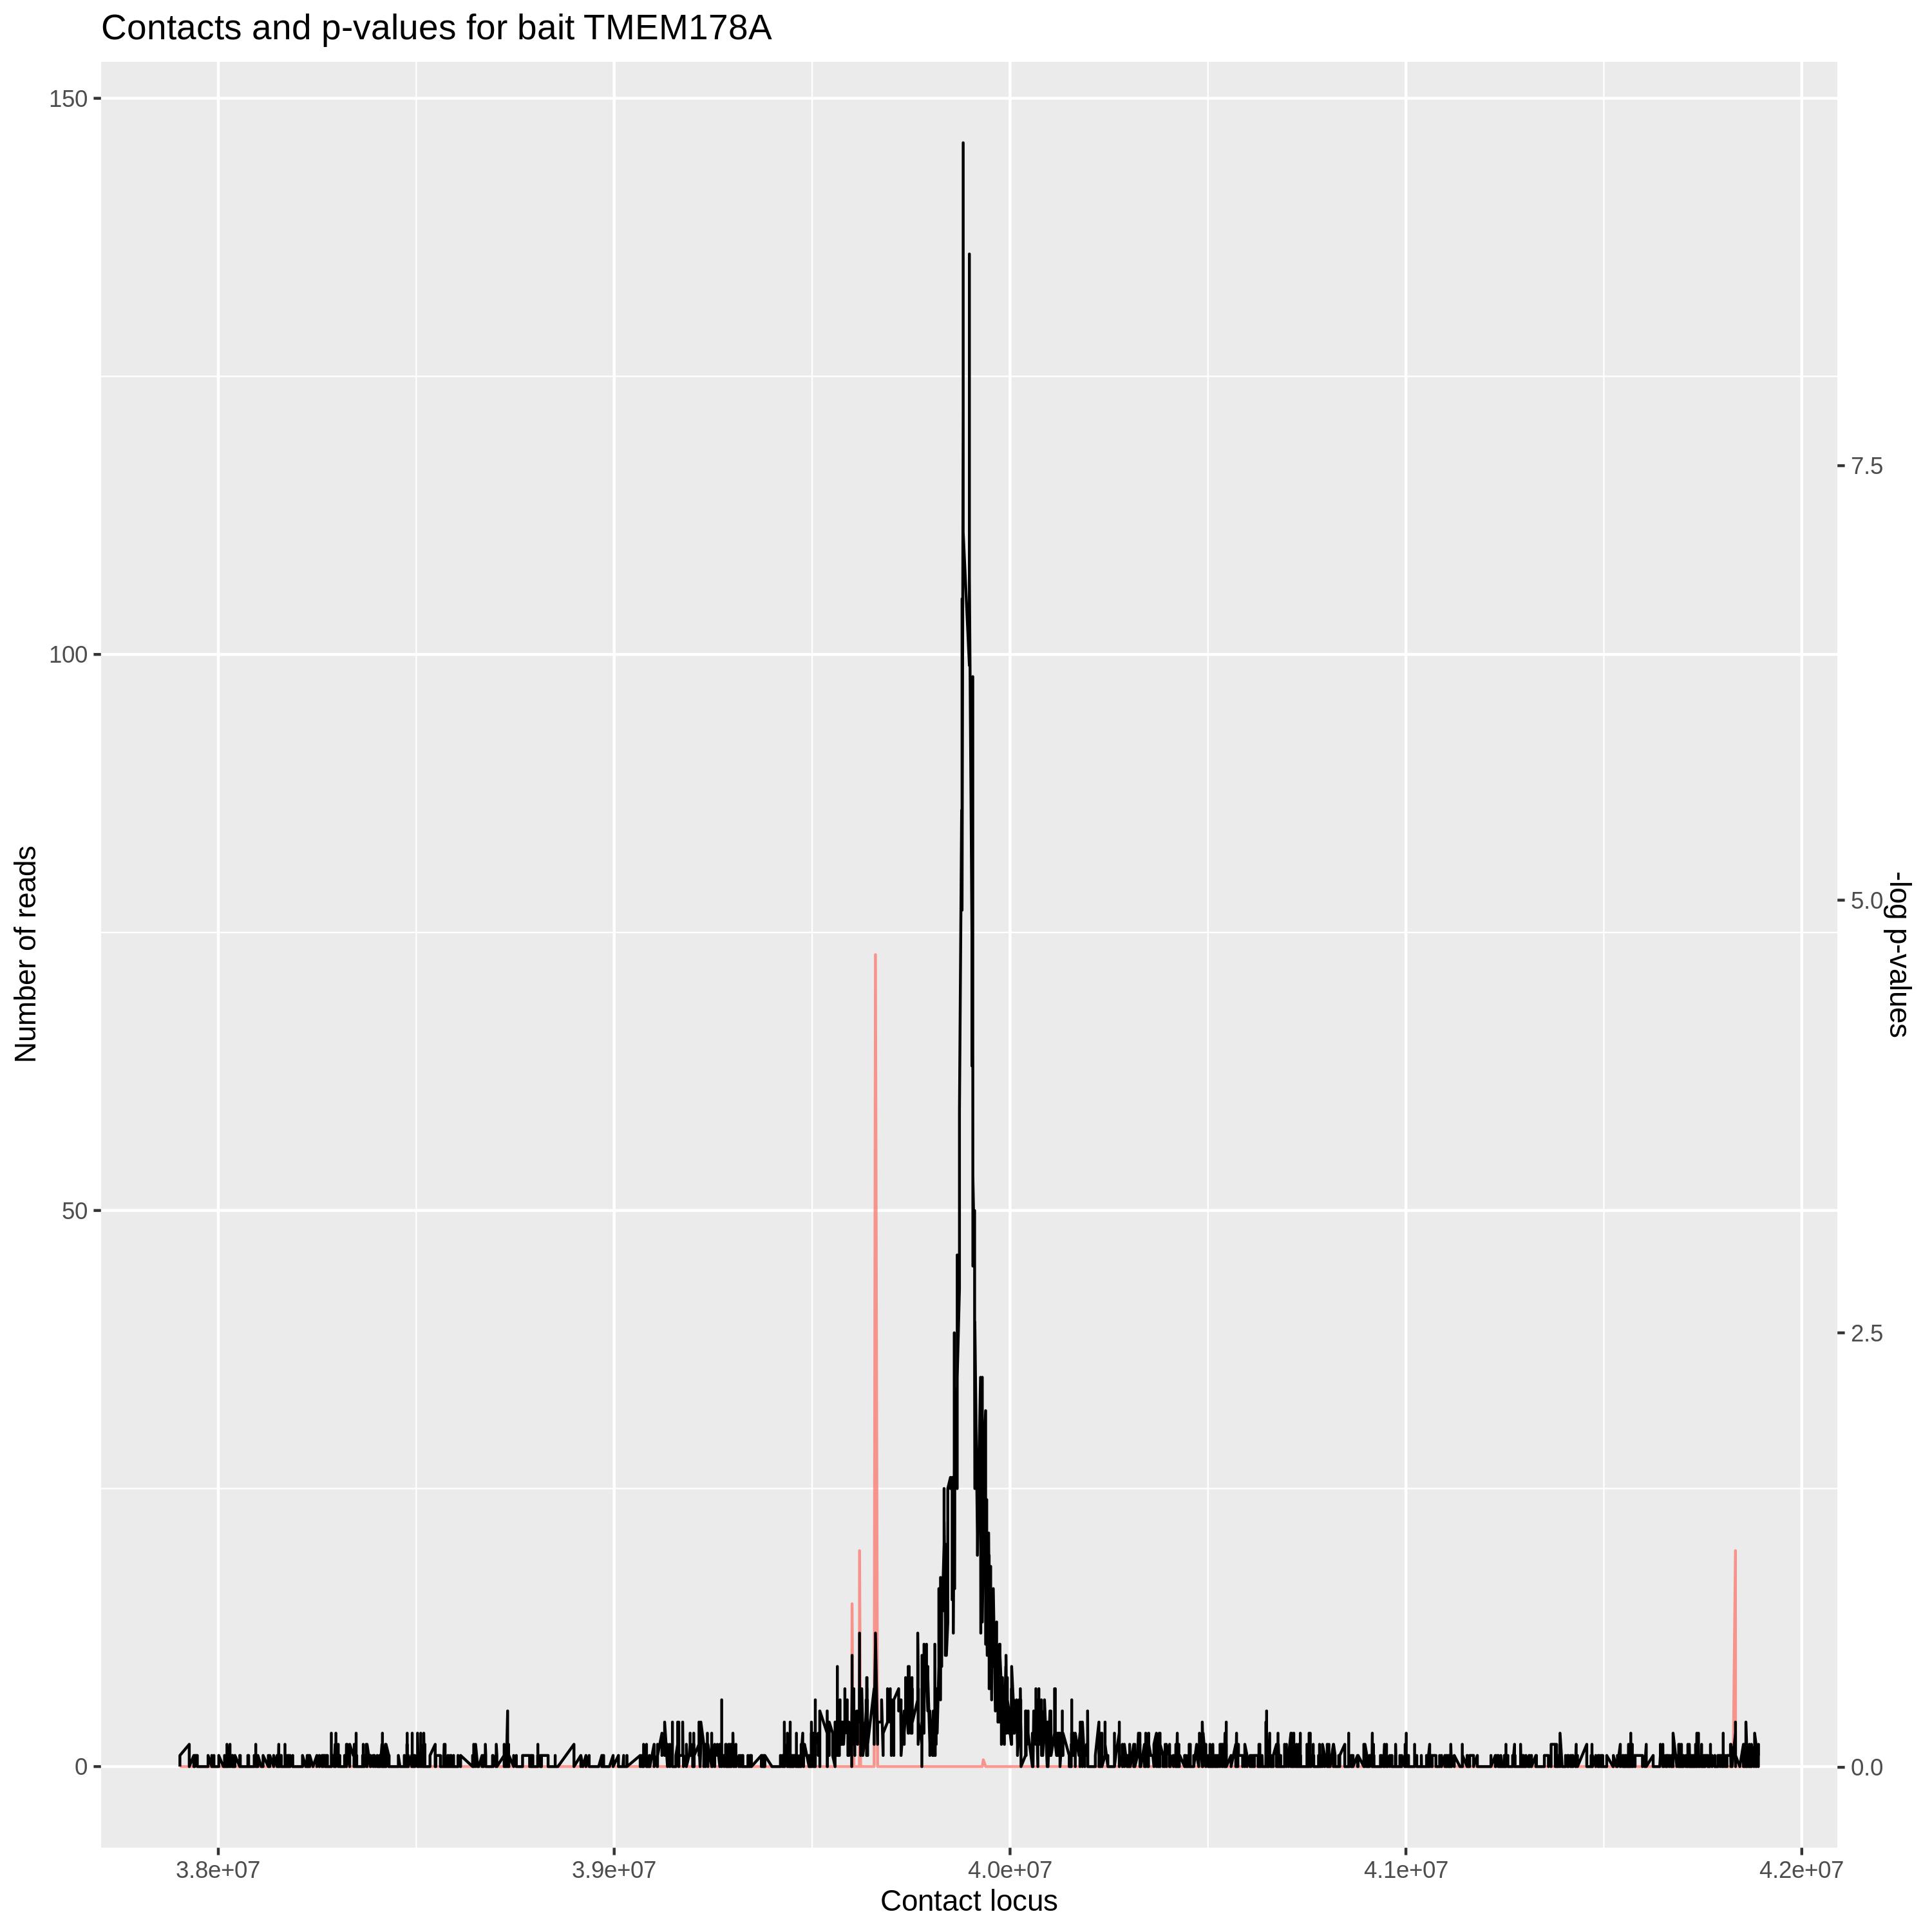 Contacts and p-values for bait TMEM178A
150
100
50
0
Number of reads
7.5
5.0
2.5
0.0
-log p-values
3.8e+07 3.9e+07 4.0e+07 4.1e+07 4.2e+07
Contact locus